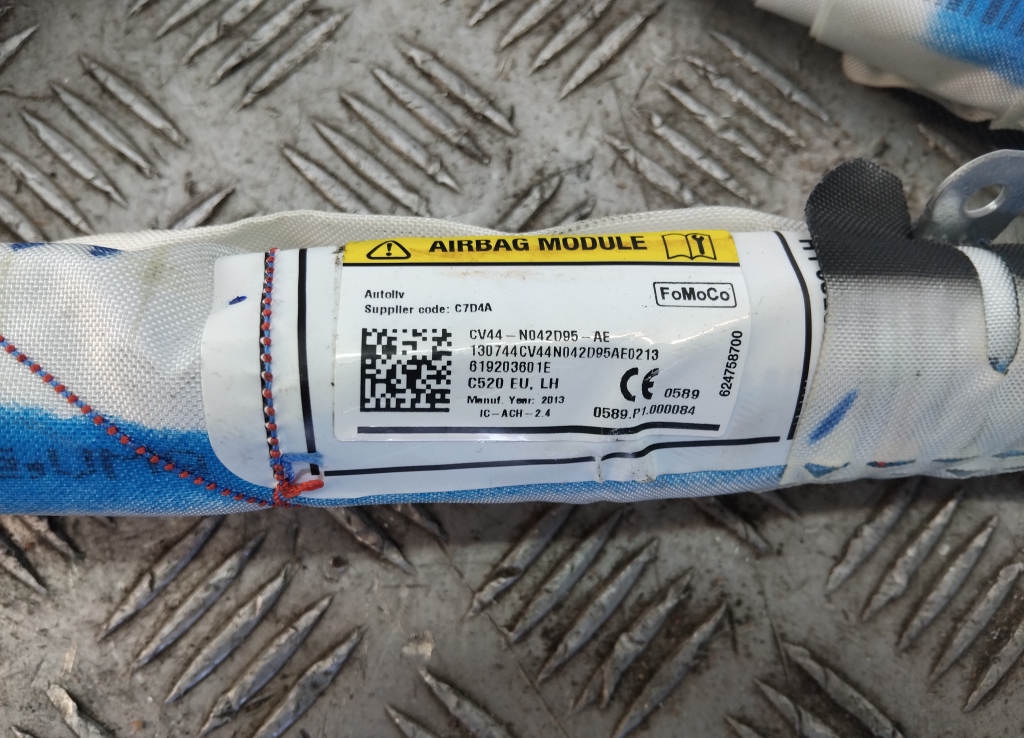 AIRBAG MODULE
Autoliv
Supplier code: C7D4A
FoMoCo
CV44-N042D95-AE
130744CV44N042D95AE0213
619203601E
C520 EU, LH
Manuf. Year: 2013
IC-ACH-2.4
CE 0589
0589.P1.000084
624758700